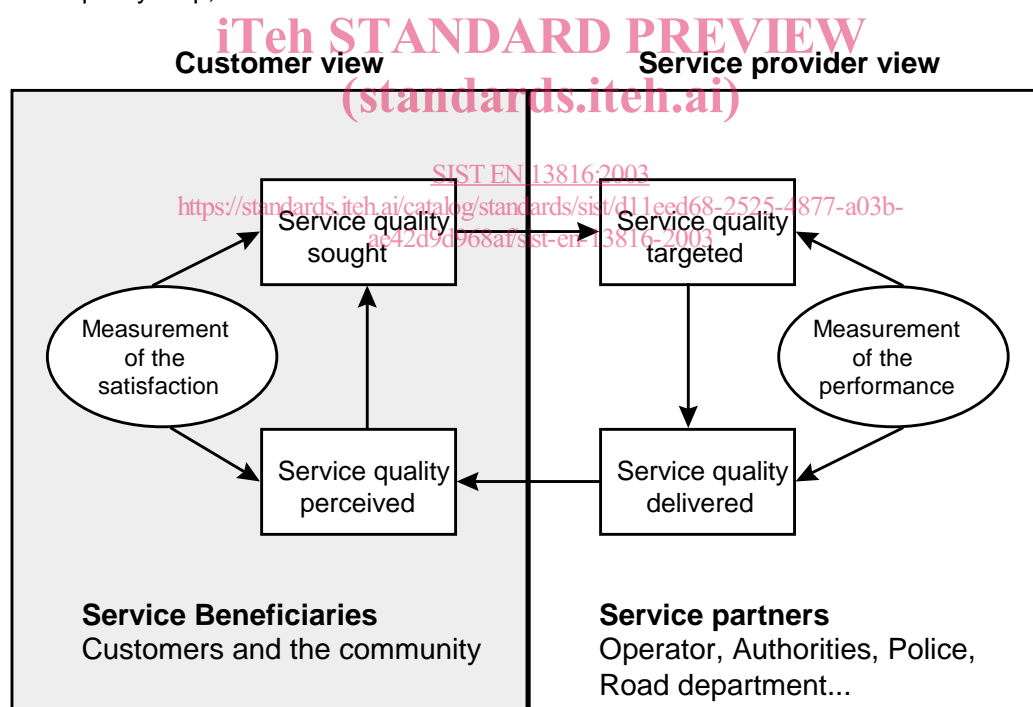 iTeh STANDARD PREVIEW
Customer view
Service provider view
(standards.iteh.ai)
SIST EN 13816:2003
https://standards.iteh.ai/catalog/standards/sist/d11eed68-2525-4877-a03b-
ae42d9d968af/sist-en-13816-2003
Service quality
sought
Service quality
targeted
Measurement
of the
satisfaction
Measurement
of the
performance
Service quality
perceived
Service quality
delivered
Service Beneficiaries
Customers and the community
Service partners
Operator, Authorities, Police,
Road department...